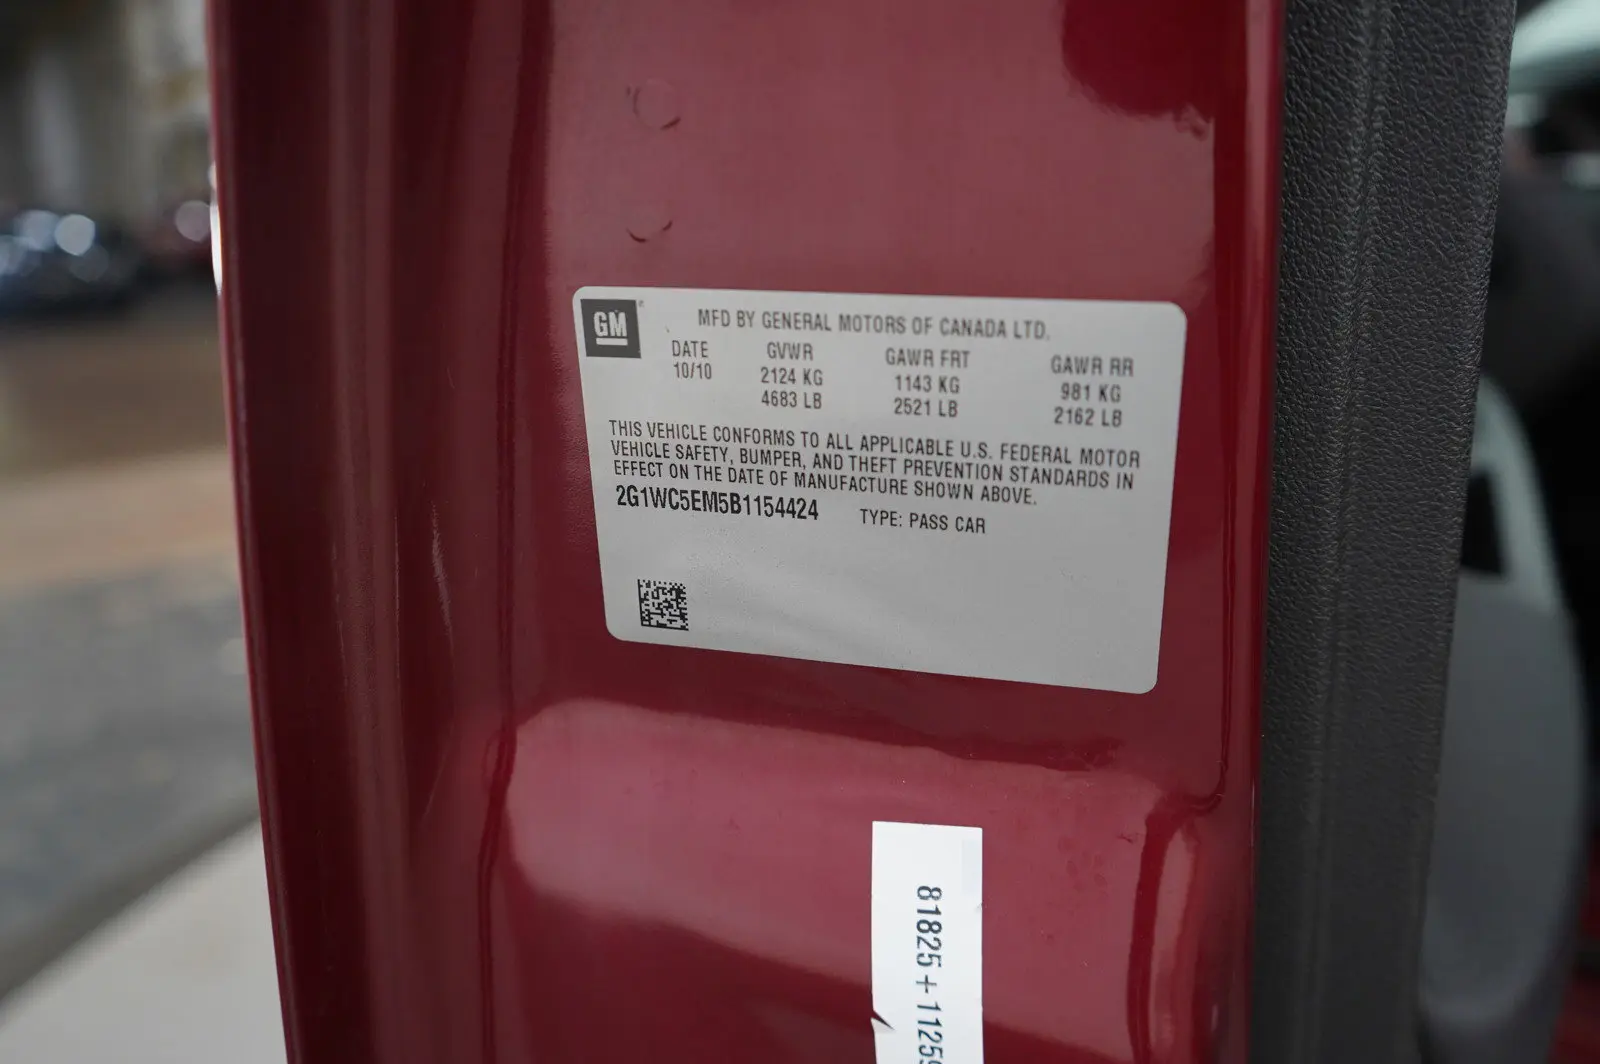 GM
MFD BY GENERAL MOTORS OF CANADA LTD.
DATE GVWR GAWR FRT GAWR RR
10/10 2124 KG 1143 KG 981 KG
4683 LB 2521 LB 2162 LB
THIS VEHICLE CONFORMS TO ALL APPLICABLE U.S. FEDERAL MOTOR
VEHICLE SAFETY, BUMPER, AND THEFT PREVENTION STANDARDS IN
EFFECT ON THE DATE OF MANUFACTURE SHOWN ABOVE.
2G1WC5EM5B1154424 TYPE: PASS CAR
81825+1125